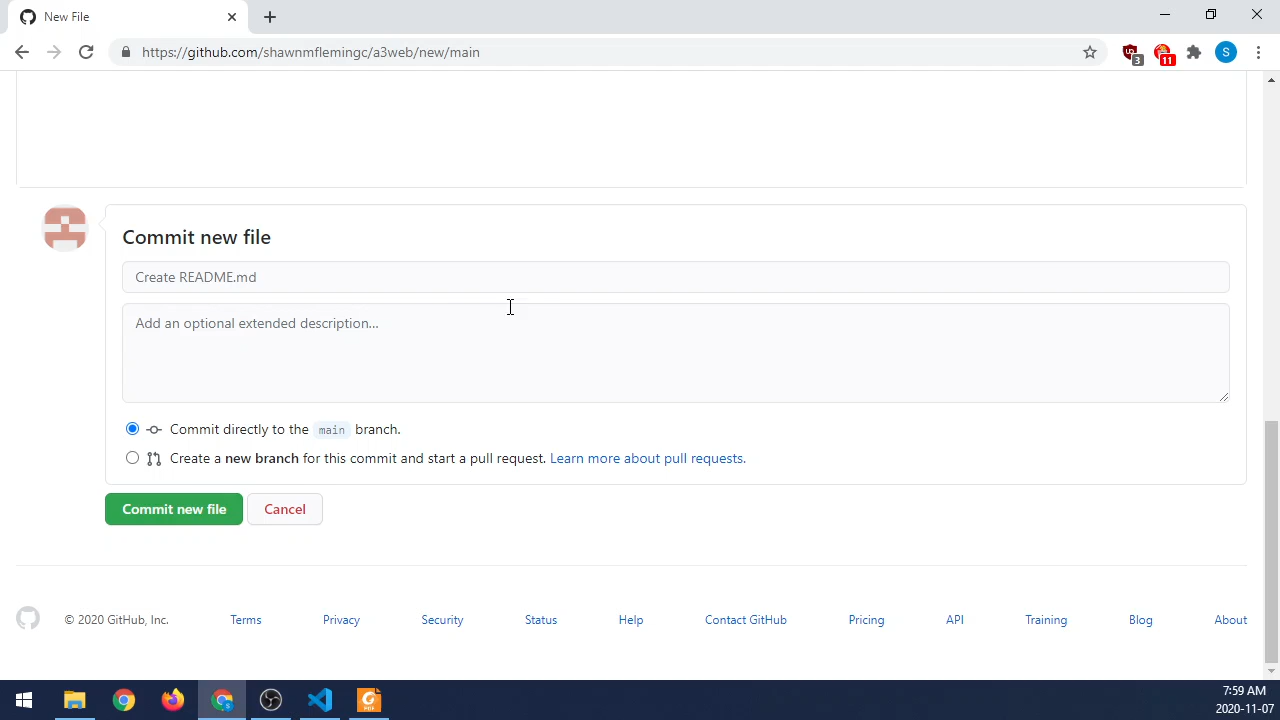 New File
https://github.com/shawnmflemingc/a3web/new/main
3
11
S
Commit new file
Create README.md
Add an optional extended description...
Commit directly to the main branch.
Create a new branch for this commit and start a pull request. Learn more about pull requests.
Commit new file
Cancel
© 2020 GitHub, Inc.
Terms
Privacy
Security
Status
Help
Contact GitHub
Pricing
API
Training
Blog
About
7:59 AM
2020-11-07